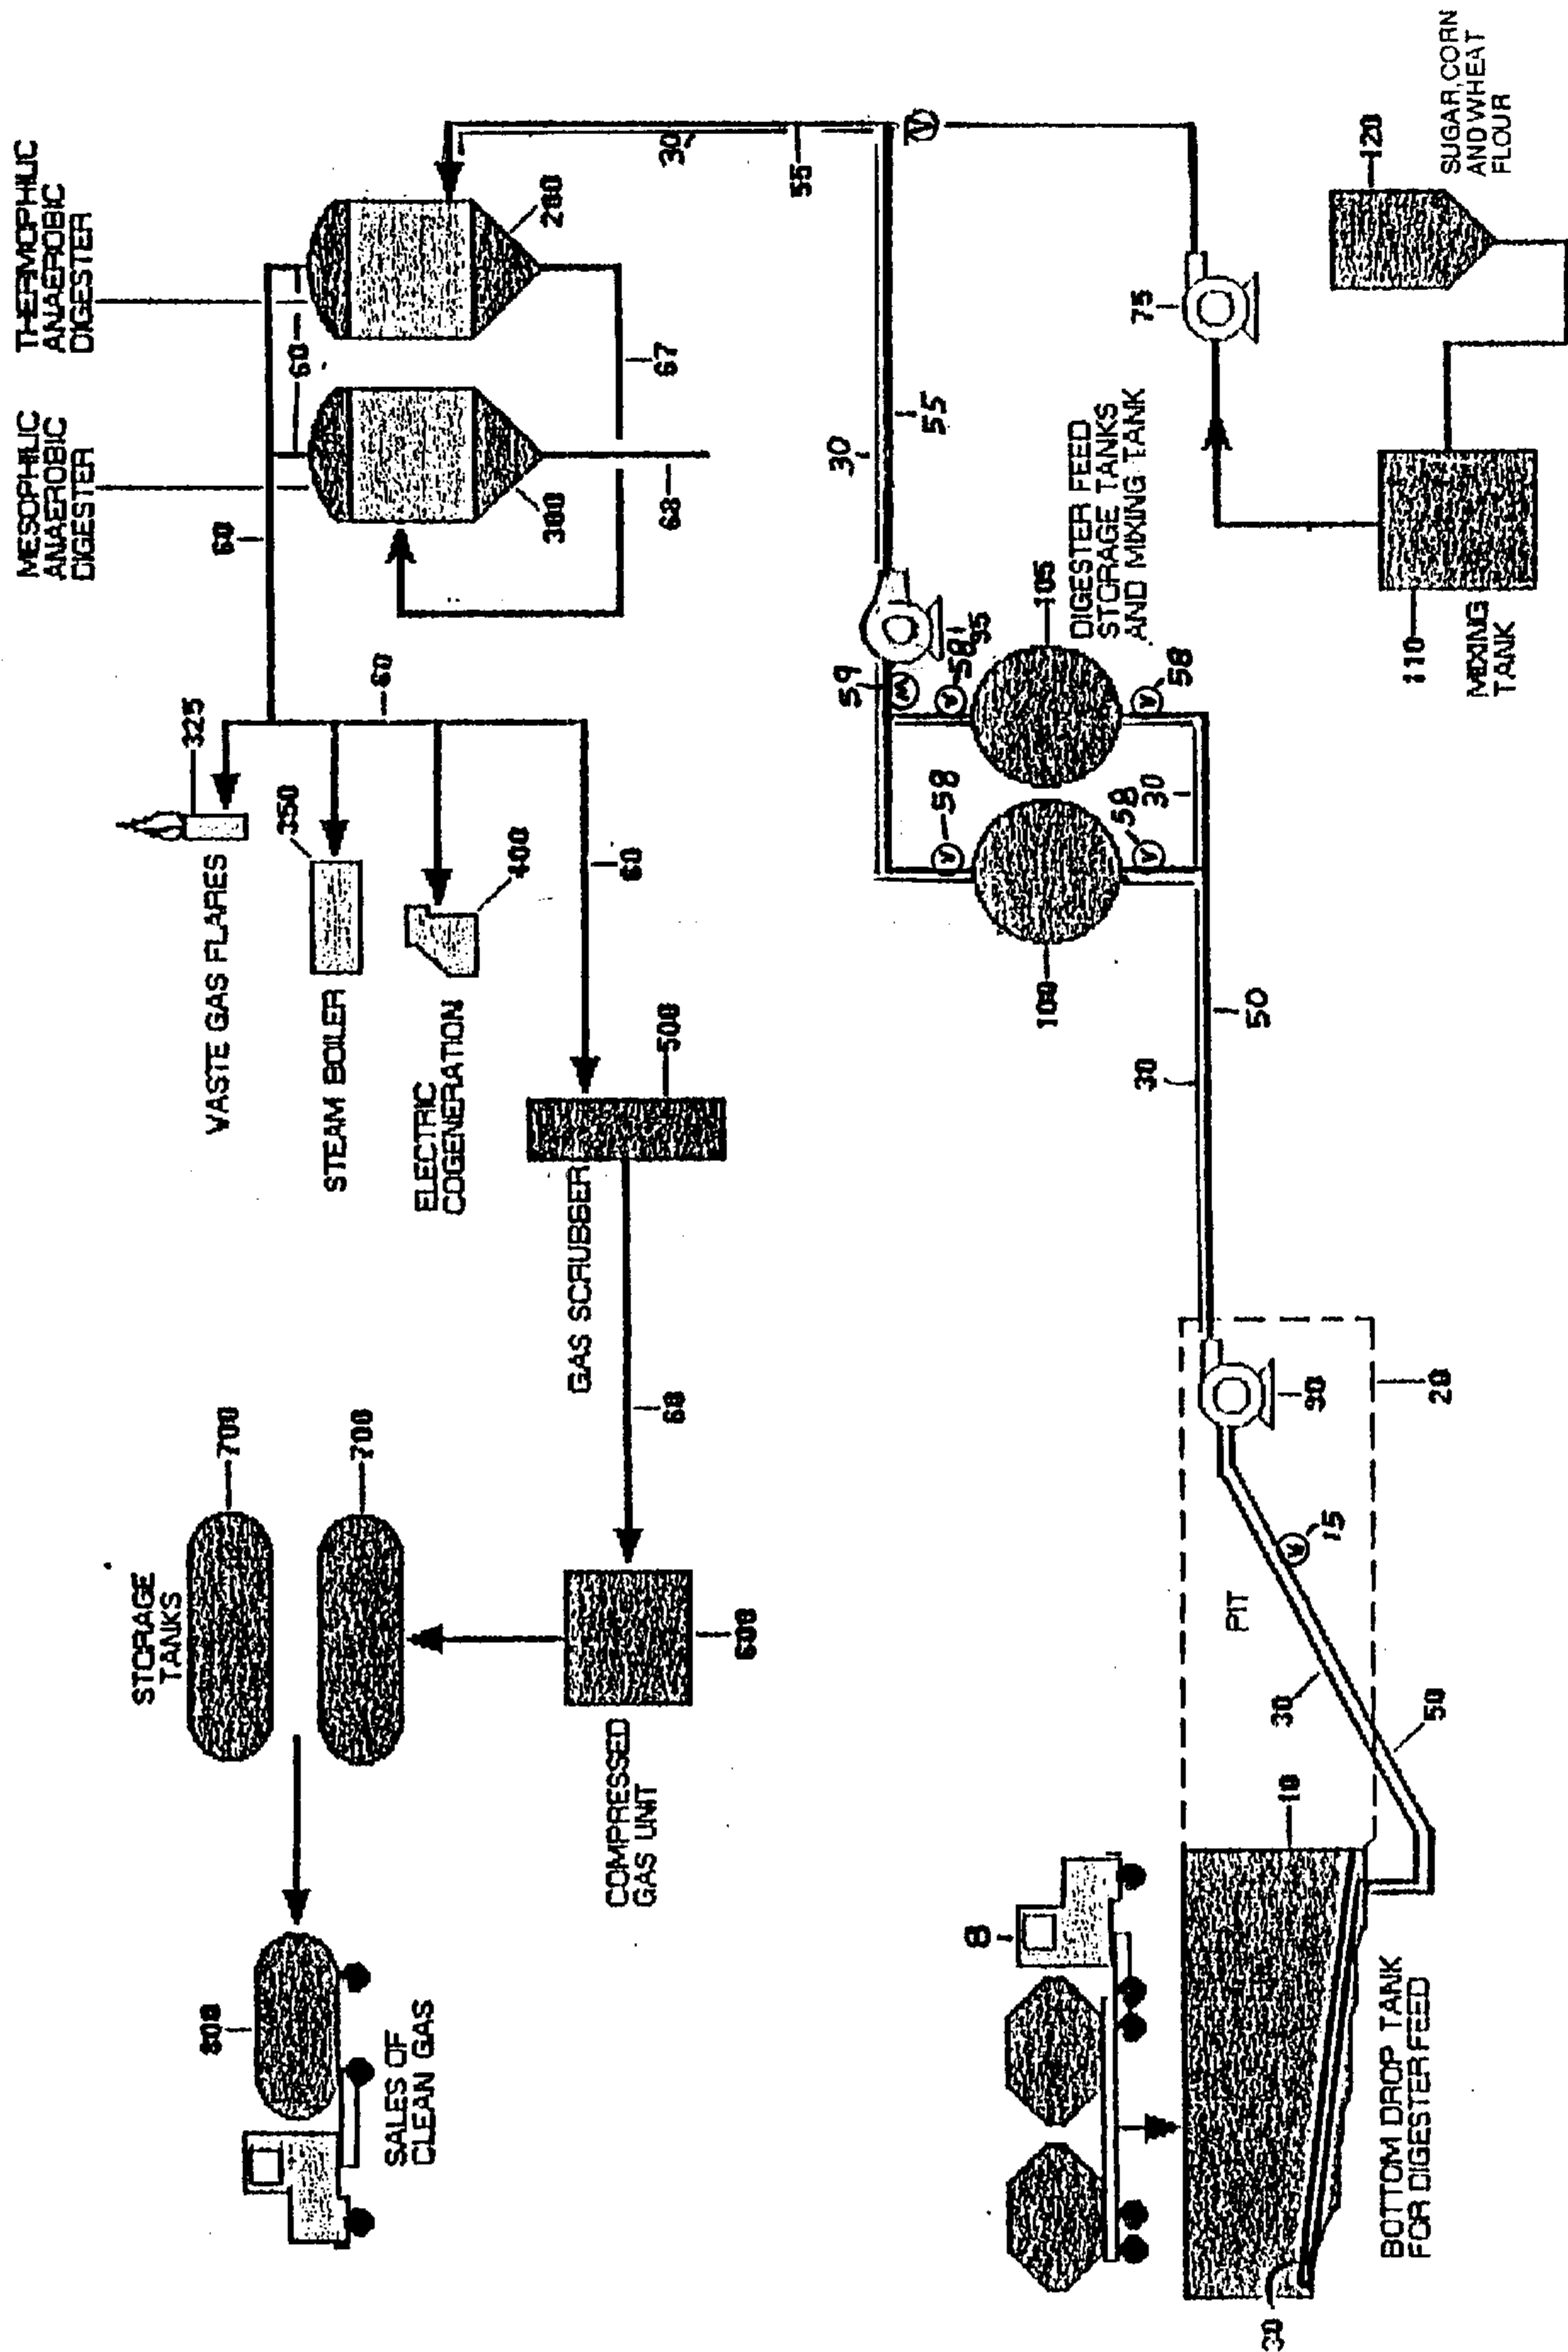 800
SALES OF
CLEAN GAS
STORAGE
TANKS
700
700
COMPRESSED
GAS UNIT
600
68
GAS SCRUBBER
500
WASTE GAS FLARES
325
STEAM BOILER
350
ELECTRIC
COGENERATION
400
60
60
60
60
MESOPHILIC
ANAEROBIC
DIGESTER
300
68
67
THERMOPHILIC
ANAEROBIC
DIGESTER
200
30
55
V
8
BOTTOM DROP TANK
FOR DIGESTER FEED
30
10
50
30
PIT
V
15
90
20
30
50
100
V
58
V
58
30
105
V
58
V
58
W
59
95
DIGESTER FEED
STORAGE TANKS
AND MIXING TANK
30
55
110
MIXING
TANK
75
120
SUGAR, CORN
AND WHEAT
FLOUR